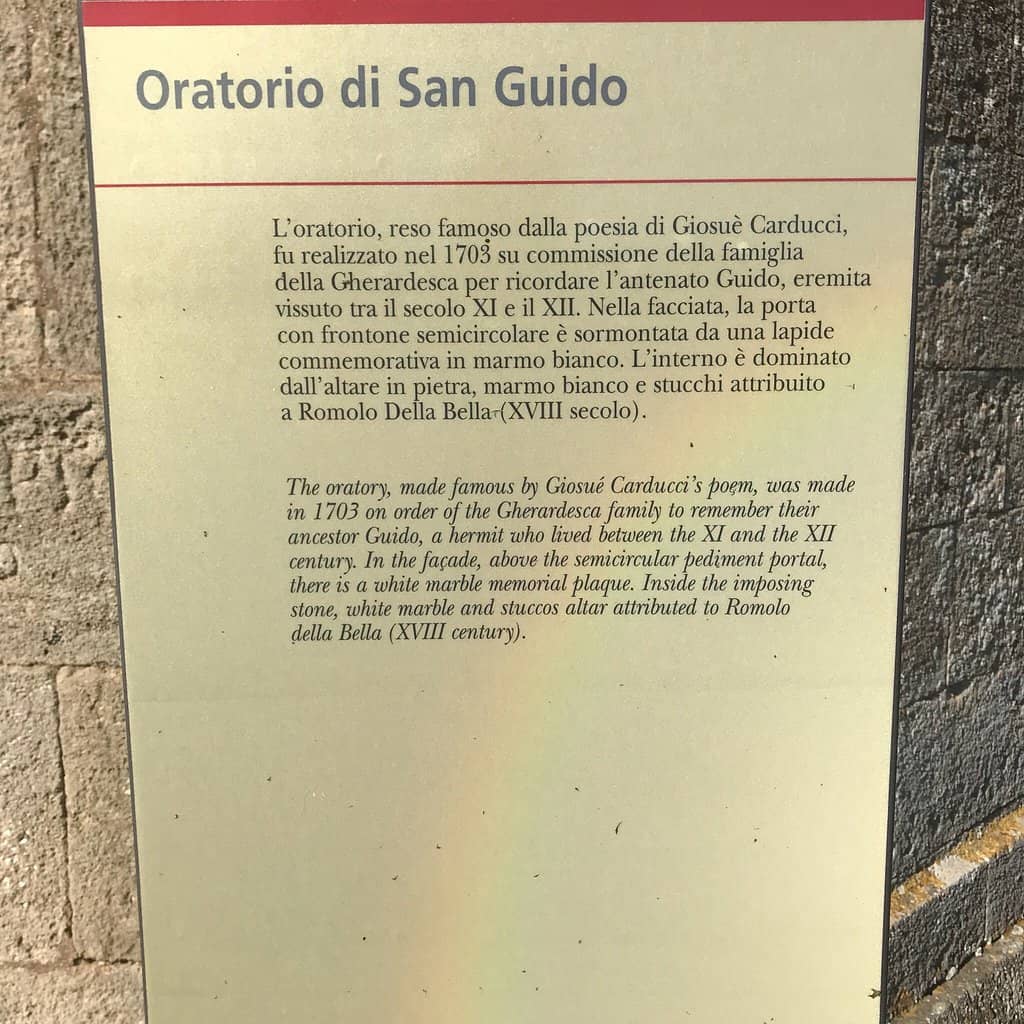 Oratorio di San Guido
L'oratorio, reso famoso dalla poesia di Giosuè Carducci,
fu realizzato nel 1703 su commissione della famiglia
della Gherardesca per ricordare l'antenato Guido, eremita
vissuto tra il secolo XI e il XII. Nella facciata, la porta
con frontone semicircolare è sormontata da una lapide
commemorativa in marmo bianco. L'interno è dominato
dall'altare in pietra, marmo bianco e stucchi attribuito
a Romolo Della Bella (XVIII secolo).
The oratory, made famous by Giosué Carducci's poem, was made
in 1703 on order of the Gherardesca family to remember their
ancestor Guido, a hermit who lived between the XI and the XII
century. In the façade, above the semicircular pediment portal,
there is a white marble memorial plaque. Inside the imposing
stone, white marble and stuccos altar attributed to Romolo
della Bella (XVIII century).